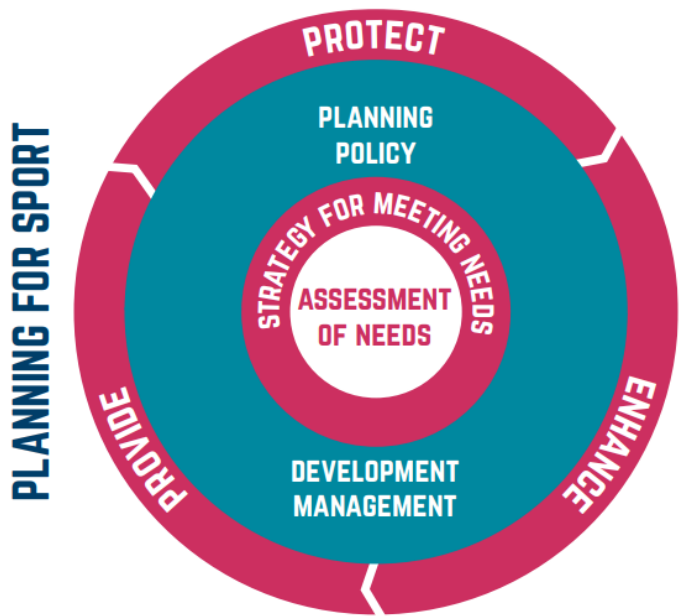 PLANNING FOR SPORT
PROTECT
PLANNING
POLICY
STRATEGY FOR MEETING NEEDS
ASSESSMENT
OF NEEDS
PROVIDE
ENHANCE
DEVELOPMENT
MANAGEMENT